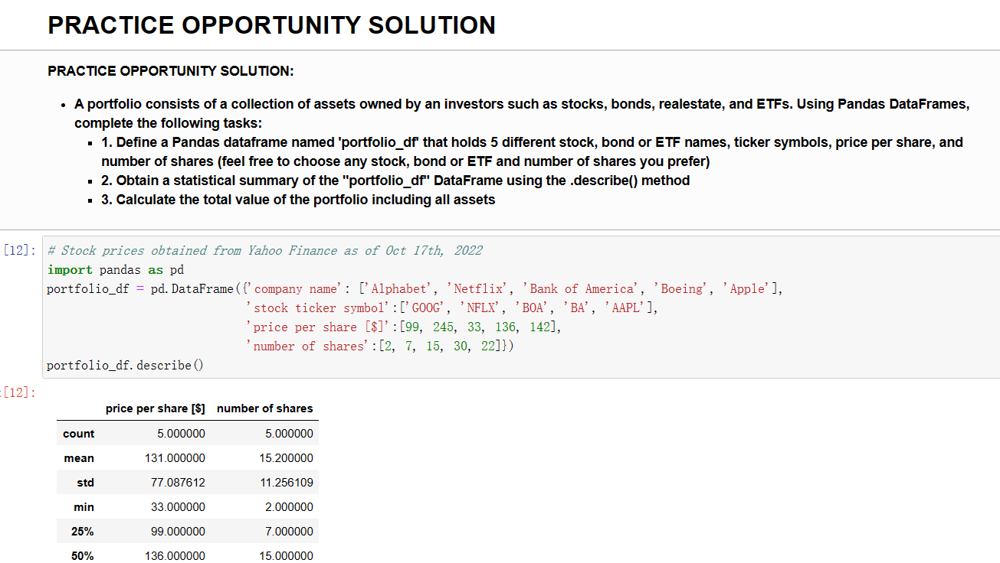 PRACTICE OPPORTUNITY SOLUTION
PRACTICE OPPORTUNITY SOLUTION:
• A portfolio consists of a collection of assets owned by an investors such as stocks, bonds, realestate, and ETFs. Using Pandas DataFrames,
complete the following tasks:
▪ 1. Define a Pandas dataframe named 'portfolio_df' that holds 5 different stock, bond or ETF names, ticker symbols, price per share, and
number of shares (feel free to choose any stock, bond or ETF and number of shares you prefer)
▪ 2. Obtain a statistical summary of the "portfolio_df" DataFrame using the .describe() method
▪ 3. Calculate the total value of the portfolio including all assets
[12]: # Stock prices obtained from Yahoo Finance as of Oct 17th, 2022
import pandas as pd
portfolio_df = pd.DataFrame({'company name': ['Alphabet', 'Netflix', 'Bank of America', 'Boeing', 'Apple'],
'stock ticker symbol':['GOOG', 'NFLX', 'BOA', 'BA', 'AAPL'],
'price per share [$]':[99, 245, 33, 136, 142],
'number of shares':[2, 7, 15, 30, 22]})
portfolio_df.describe()
[12]:
price per share [$] number of shares
count 5.000000 5.000000
mean 131.000000 15.200000
std 77.087612 11.256109
min 33.000000 2.000000
25% 99.000000 7.000000
50% 136.000000 15.000000